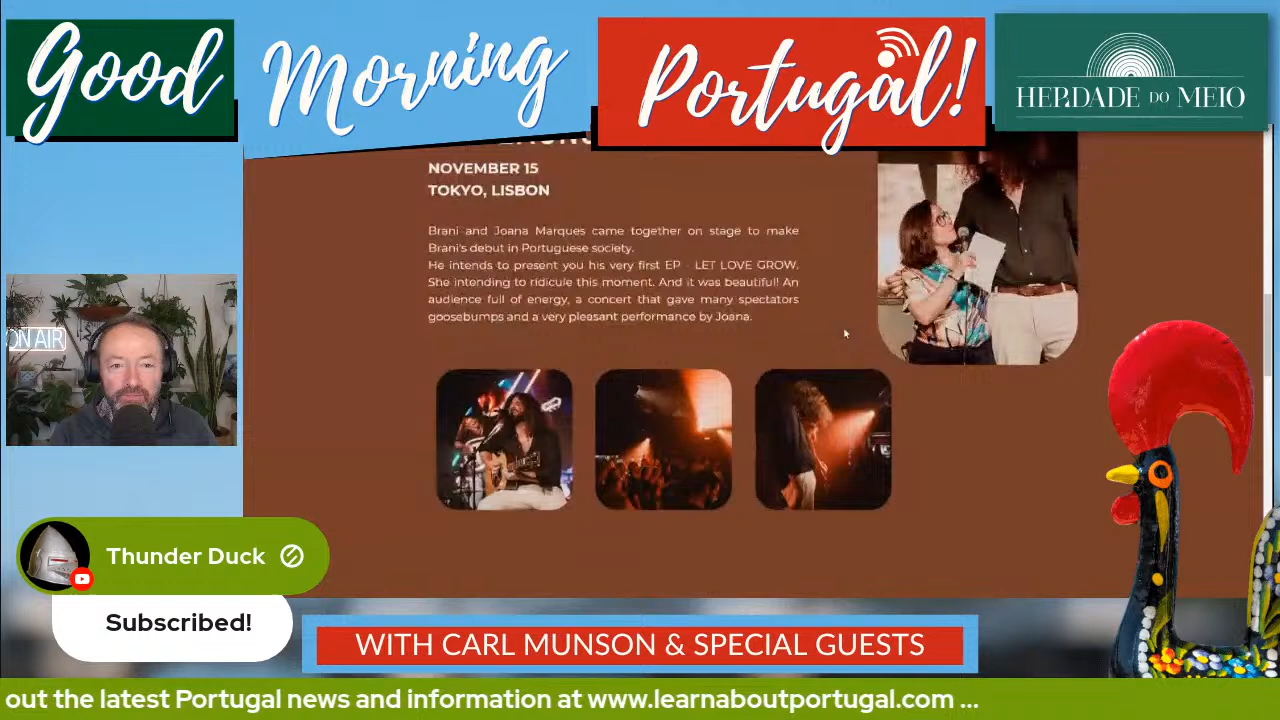 Good Morning Portugal!
HERDADE DO MEIO
NOVEMBER 15
TOKYO, LISBON
Brani and Joana Marques came together on stage to make
Brani's debut in Portuguese society.
He intends to present you his very first EP - LET LOVE GROW.
She intending to ridicule this moment. And it was beautiful! An
audience full of energy, a concert that gave many spectators
goosebumps and a very pleasant performance by Joana.
ON AIR
Thunder Duck
Subscribed!
WITH CARL MUNSON & SPECIAL GUESTS
out the latest Portugal news and information at www.learnaboutportugal.com ...